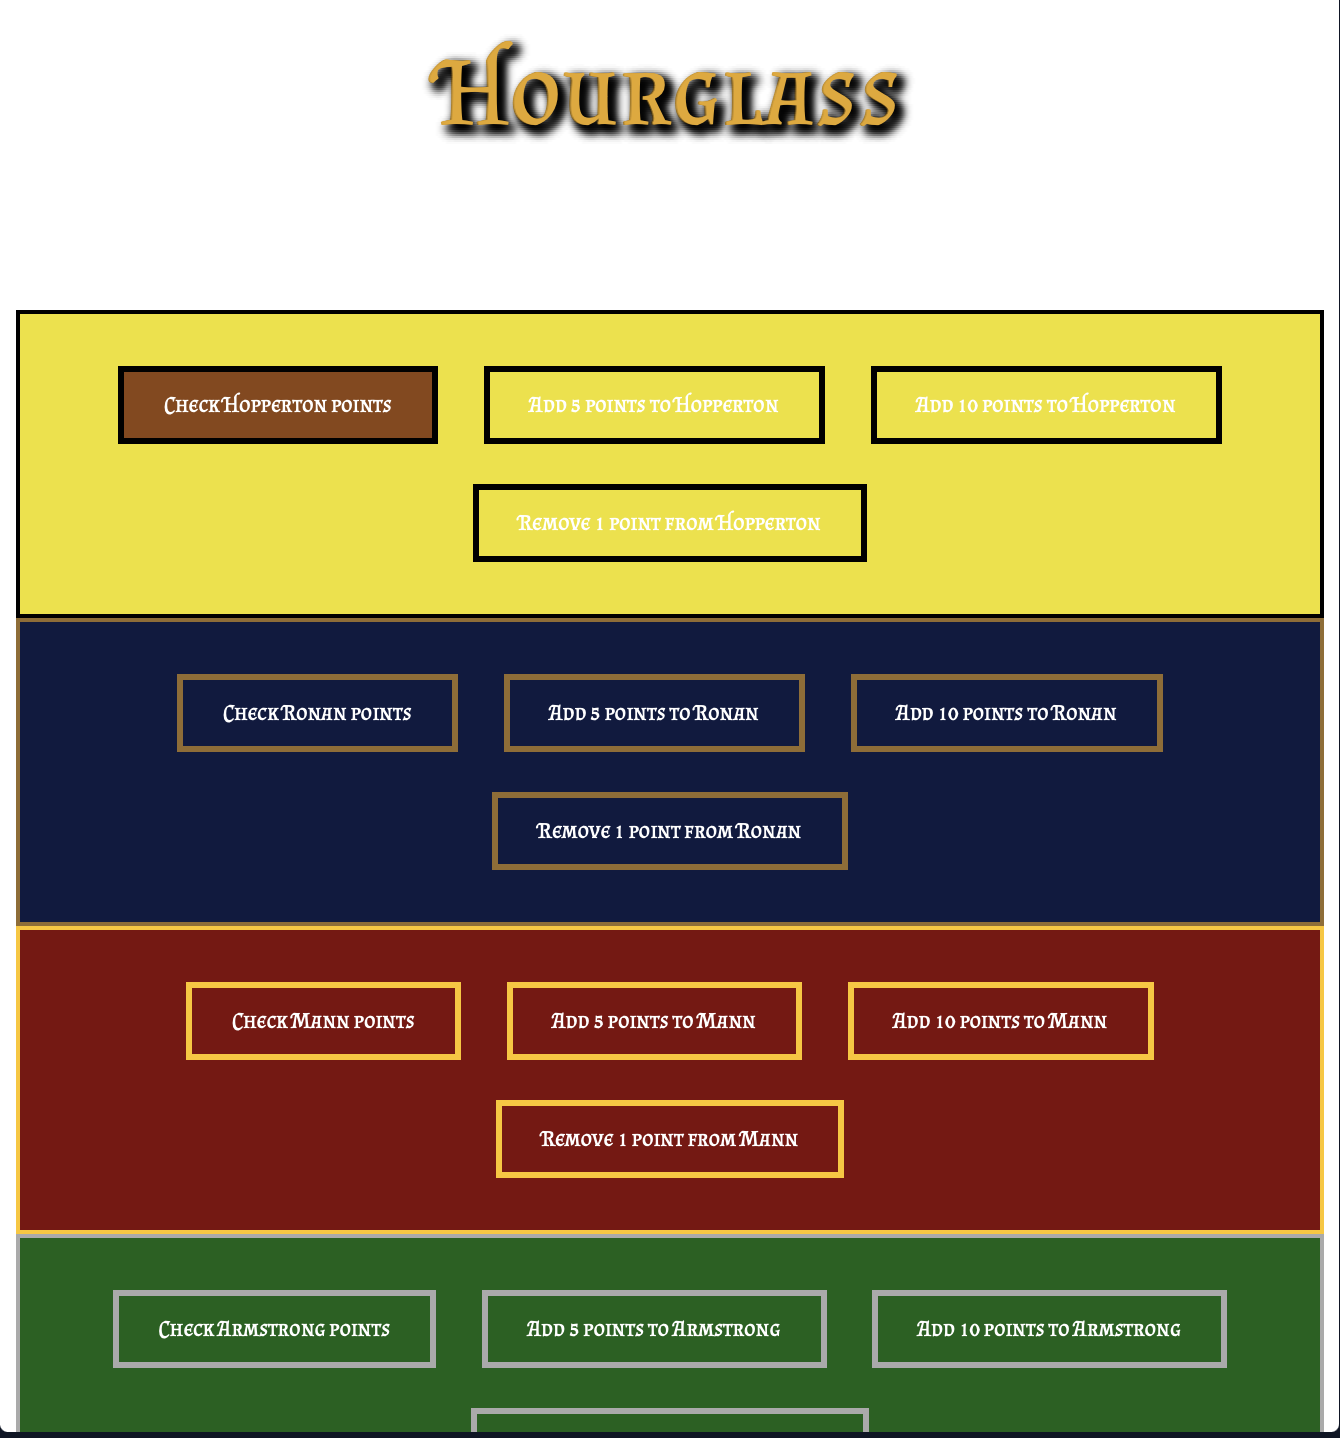 Hourglass
Check Hopperton points
Add 5 points to Hopperton
Add 10 points to Hopperton
Remove 1 point from Hopperton
Check Ronan points
Add 5 points to Ronan
Add 10 points to Ronan
Remove 1 point from Ronan
Check Mann points
Add 5 points to Mann
Add 10 points to Mann
Remove 1 point from Mann
Check Armstrong points
Add 5 points to Armstrong
Add 10 points to Armstrong